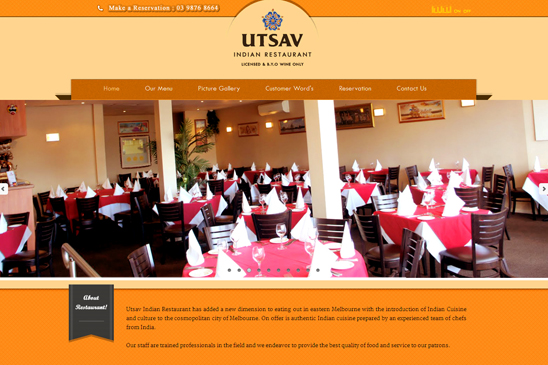 Make a Reservation : 03 9876 8664
UTSAV
INDIAN RESTAURANT
LICENSED & B.Y.O WINE ONLY
Home Our Menu Picture Gallery Customer Word's Reservation Contact Us
About
Restaurant!
Utsav Indian Restaurant has added a new dimension to eating out in eastern Melbourne with the introduction of Indian Cuisine
and culture to the cosmopolitan city of Melbourne. On offer is authentic Indian cuisine prepared by an experienced team of chefs
from India.
Our staff are trained professionals in the field and we endeavor to provide the best quality of food and service to our patrons.